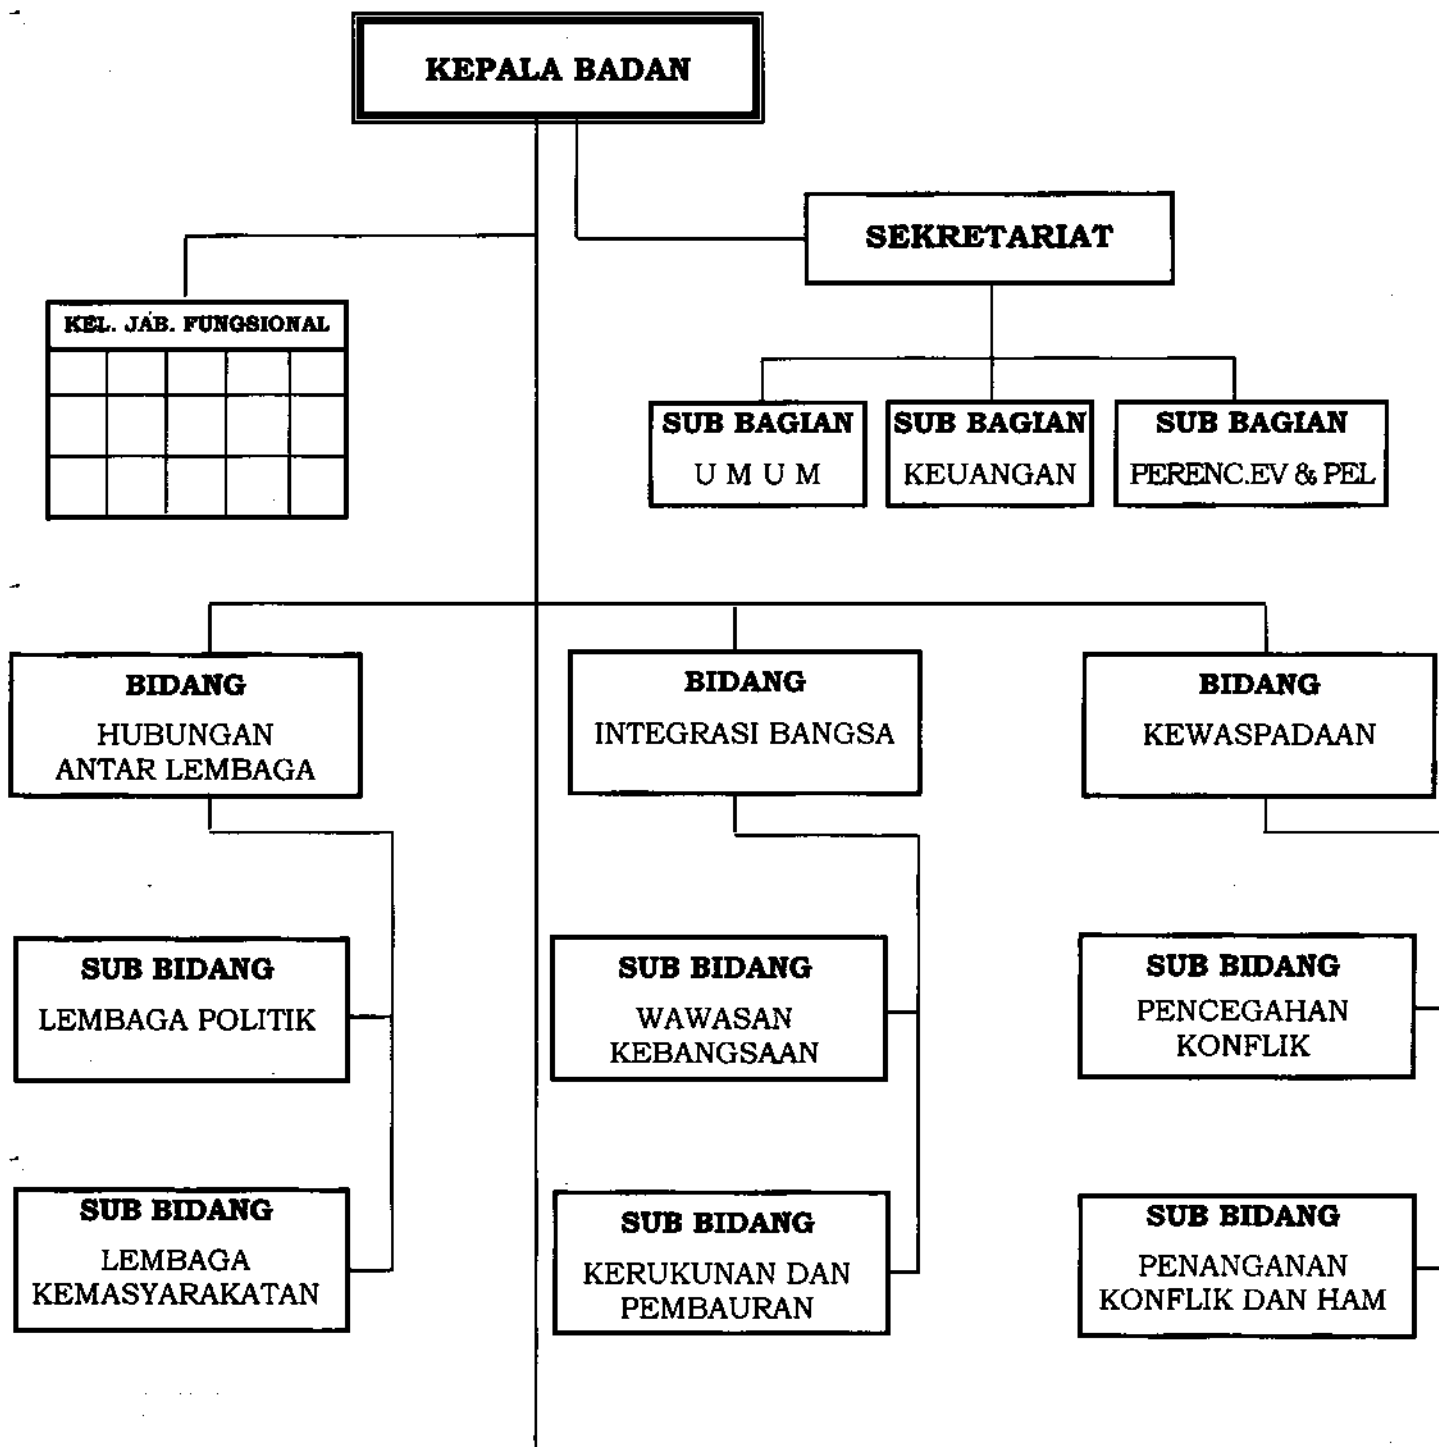 KEPALA BADAN
SEKRETARIAT
KEL. JAB. FUNGSIONAL
SUB BAGIAN
U M U M
SUB BAGIAN
KEUANGAN
SUB BAGIAN
PERENC.EV & PEL
BIDANG
HUBUNGAN
ANTAR LEMBAGA
BIDANG
INTEGRASI BANGSA
BIDANG
KEWASPADAAN
SUB BIDANG
LEMBAGA POLITIK
SUB BIDANG
WAWASAN
KEBANGSAAN
SUB BIDANG
PENCEGAHAN
KONFLIK
SUB BIDANG
LEMBAGA
KEMASYARAKATAN
SUB BIDANG
KERUKUNAN DAN
PEMBAURAN
SUB BIDANG
PENANGANAN
KONFLIK DAN HAM